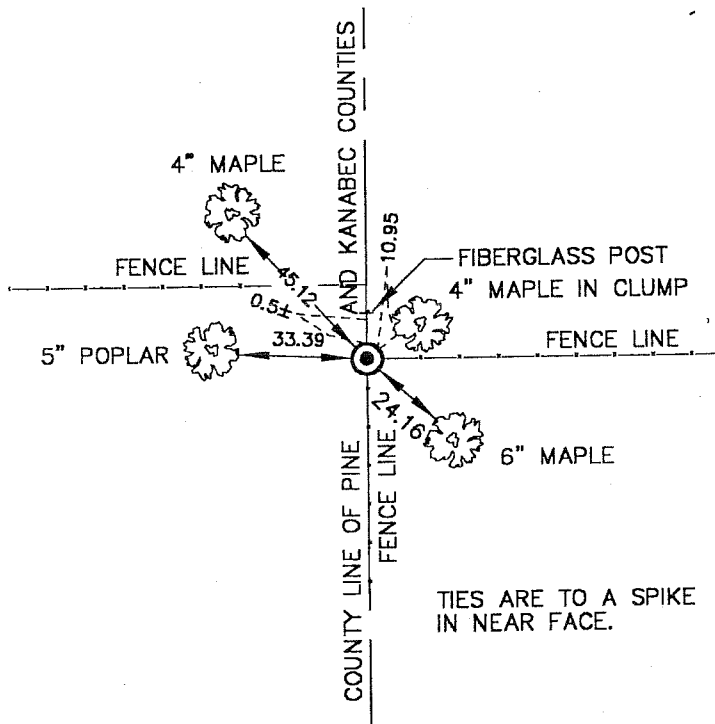 4" MAPLE
AND KANABEC COUNTIES
10.95
FIBERGLASS POST
FENCE LINE
45.12
4" MAPLE IN CLUMP
0.5±
33.39
FENCE LINE
5" POPLAR
24.16
6" MAPLE
COUNTY LINE OF PINE
FENCE LINE
TIES ARE TO A SPIKE
IN NEAR FACE.